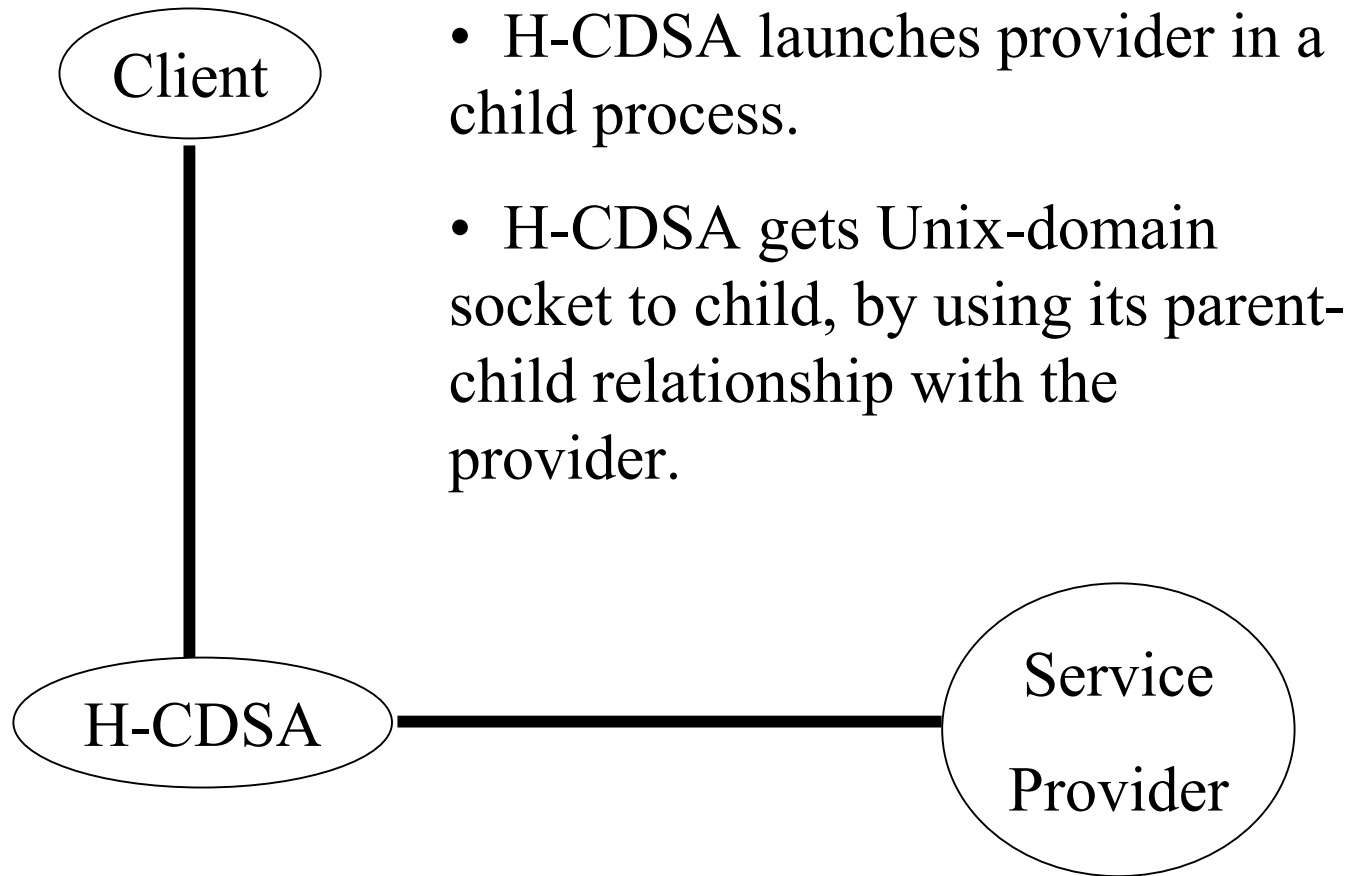 Client
• H-CDSA launches provider in a
child process.
• H-CDSA gets Unix-domain
socket to child, by using its parent-
child relationship with the
provider.
H-CDSA
Service
Provider